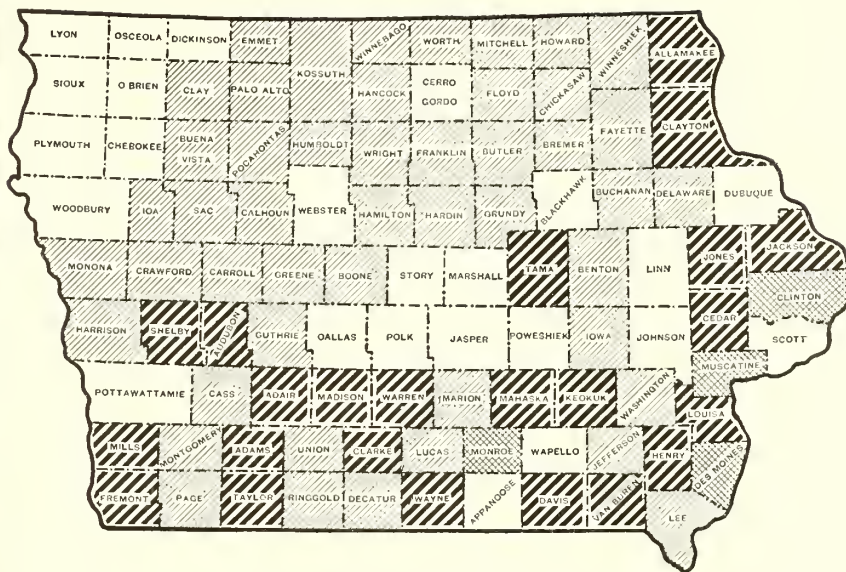 LYON OSCEOLA DICKINSON EMMET KOSSUTH WINNEBAGO WORTH MITCHELL HOWARD WINNESHIEK ALLAMAKEE
SIOUX O'BRIEN CLAY PALO ALTO HANCOCK CERRO
GORDO FLOYD CHICKASAW
PLYMOUTH CHEROKEE BUENA
VISTA POCAHONTAS HUMBOLDT WRIGHT FRANKLIN BUTLER BREMER FAYETTE CLAYTON
WOODBURY IDA SAC CALHOUN WEBSTER HAMILTON HARDIN GRUNDY BLACKHAWK BUCHANAN DELAWARE DUBUQUE
MONONA CRAWFORD CARROLL GREENE BOONE STORY MARSHALL TAMA BENTON LINN JONES JACKSON
CLINTON
HARRISON SHELBY AUDUBON GUTHRIE DALLAS POLK JASPER POWESHIEK IOWA JOHNSON CEDAR SCOTT
MUSCATINE
POTTAWATTAMIE CASS ADAIR MADISON WARREN MARION MAHASKA KEOKUK WASHINGTON LOUISA
MILLS MONTGOMERY ADAMS UNION CLARKE LUCAS MONROE WAPELLO JEFFERSON HENRY DES MOINES
FREMONT PAGE TAYLOR RINGGOLD DECATUR WAYNE APPANOOSE DAVIS VAN BUREN LEE